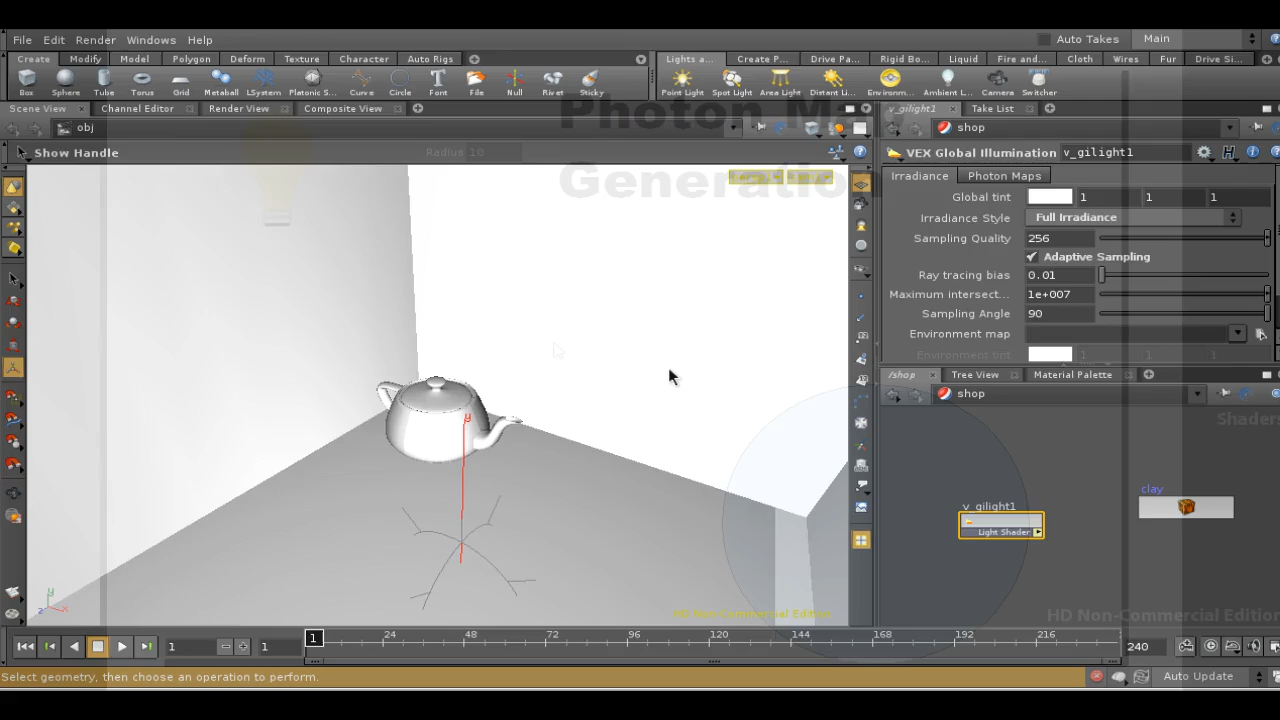 File Edit Render Windows Help
Auto Takes Main
Create Modify Model Polygon Deform Texture Character Auto Rigs
Lights a... Create P... Drive Pa... Rigid Bo... Liquid Fire and... Cloth Wires Fur Drive Si...
Box Sphere Tube Torus Grid Metaball LSystem Platonic S... Curve Circle Font File Null Rivet Sticky
Point Light Spot Light Area Light Distant Li... Environm... Ambient L... Camera Switcher
Scene View Channel Editor Render View Composite View
v_gilight1 Take List
obj
shop
Photon Ma
Show Handle
Radius 10
VEX Global Illumination v_gilight1
Generation
Irradiance Photon Maps
Global tint 1 1 1
Irradiance Style Full Irradiance
Sampling Quality 256
Adaptive Sampling
Ray tracing bias 0.01
Maximum intersect... 1e+007
Sampling Angle 90
Environment map
Environment tint 1 1 1
/shop Tree View Material Palette
shop
Shaders
y
clay
v_gilight1
Light Shader
y
z x
HD Non-Commercial Edition
HD Non-Commercial Edition
1 1 1 24 48 72 96 120 144 168 192 216 240
Select geometry, then choose an operation to perform.
Auto Update